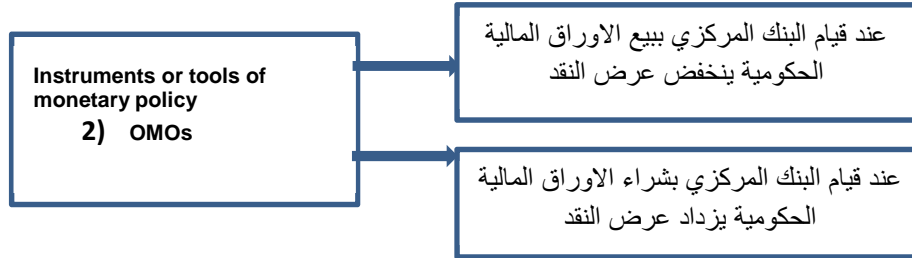 Instruments or tools of
monetary policy
2) OMOs
عند قيام البنك المركزي ببيع الاوراق المالية
الحكومية ينخفض عرض النقد
عند قيام البنك المركزي بشراء الاوراق المالية
الحكومية يزداد عرض النقد